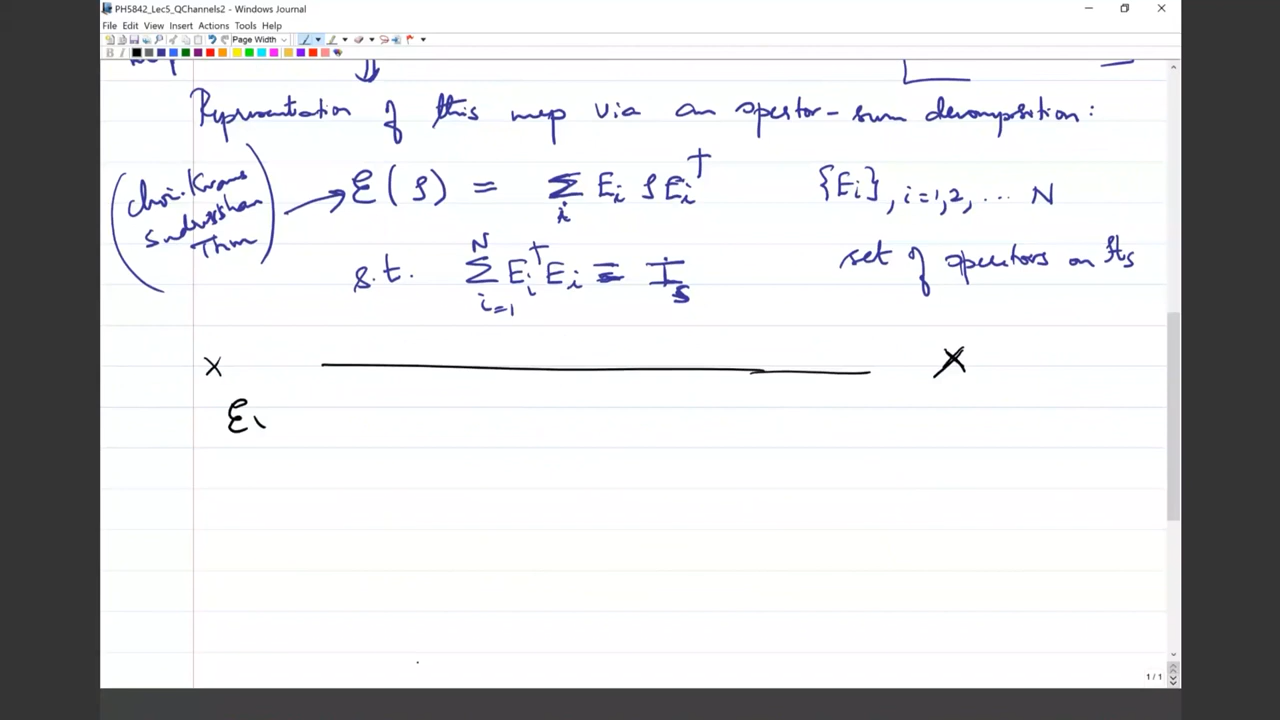 PH5842_Lec5_QChannels2 - Windows Journal
File Edit View Insert Actions Tools Help
Page Width
B I
map
Representation of this map via an operator-sum decomposition:
(Choi-Kraus
Sudarshan
Thm)
ℰ(ρ) = Σ_i E_i ρ E_i^† {E_i}, i=1,2, ... N
s.t. Σ_{i=1}^N E_i^† E_i = I_S set of operators on ℋ_S
x x
ℰ
1 / 1